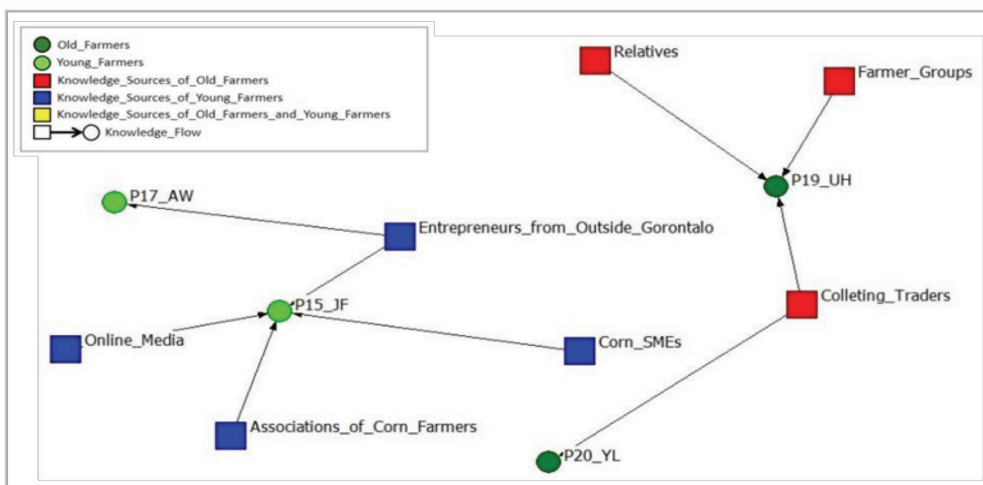 Old_Farmers
Young_Farmers
Knowledge_Sources_of_Old_Farmers
Knowledge_Sources_of_Young_Farmers
Knowledge_Sources_of_Old_Farmers_and_Young_Farmers
Knowledge_Flow
Relatives
Farmer_Groups
P19_UH
P17_AW
Entrepreneurs_from_Outside_Gorontalo
Colleting_Traders
P15_JF
Online_Media
Corn_SMEs
Associations_of_Corn_Farmers
P20_YL